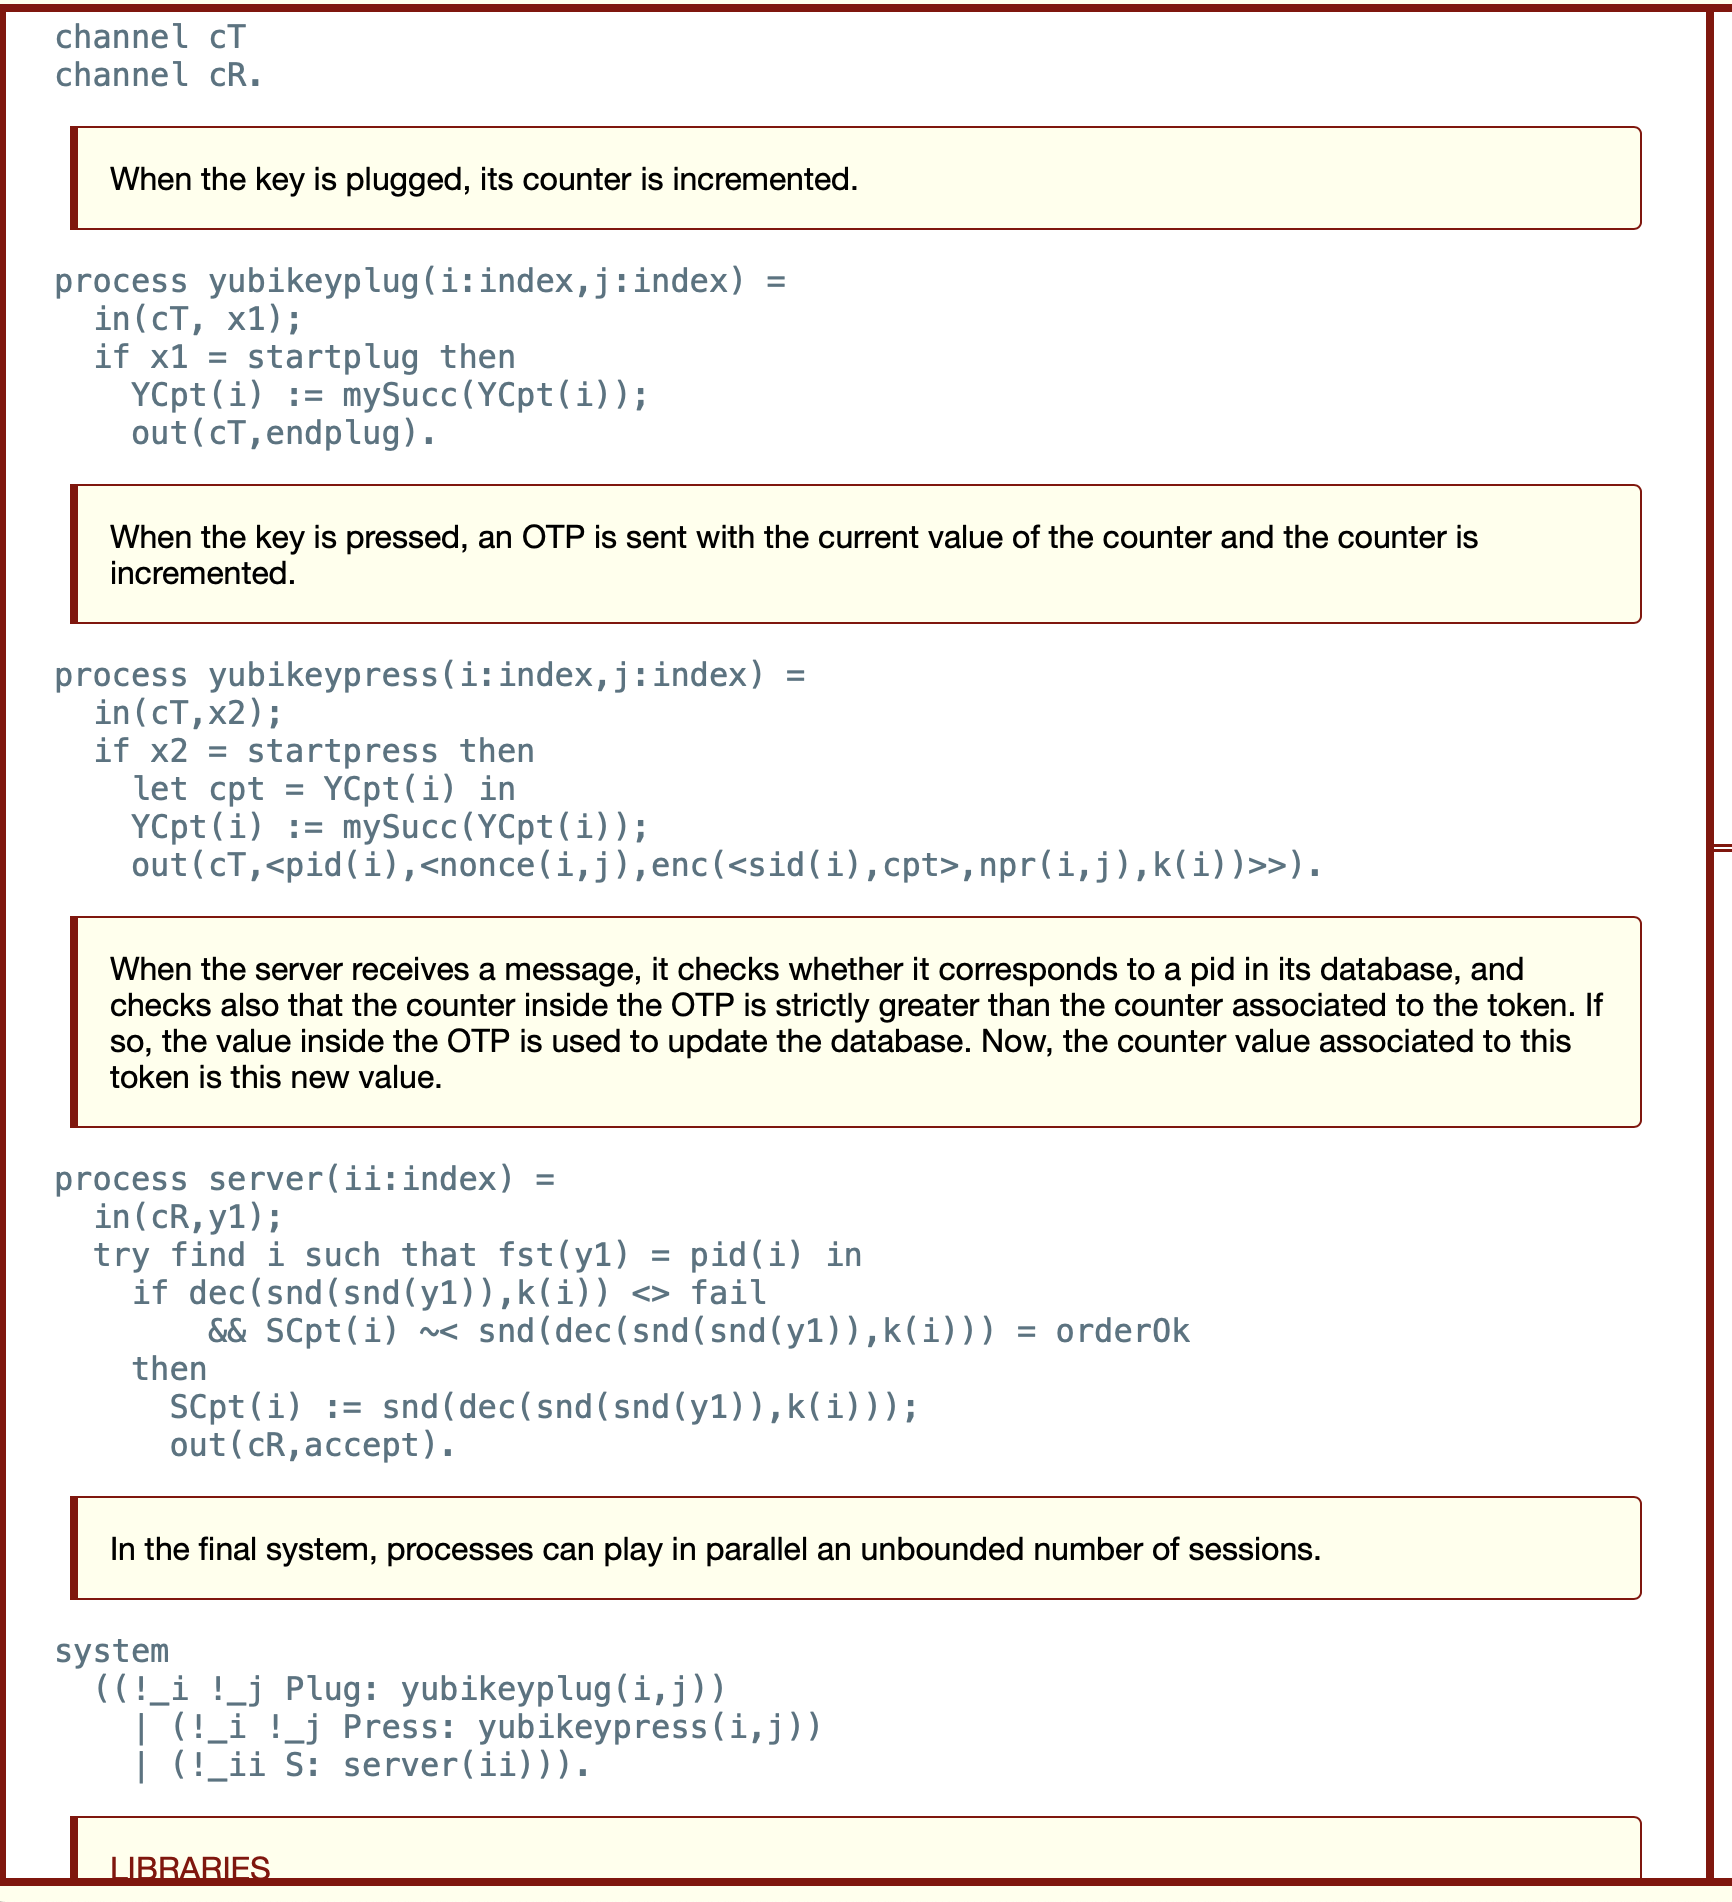 channel cT
channel cR.
When the key is plugged, its counter is incremented.
process yubikeyplug(i:index,j:index) =
  in(cT, x1);
  if x1 = startplug then
    YCpt(i) := mySucc(YCpt(i));
    out(cT,endplug).
When the key is pressed, an OTP is sent with the current value of the counter and the counter is
incremented.
process yubikeypress(i:index,j:index) =
  in(cT,x2);
  if x2 = startpress then
    let cpt = YCpt(i) in
    YCpt(i) := mySucc(YCpt(i));
    out(cT,<pid(i),<nonce(i,j),enc(<sid(i),cpt>,npr(i,j),k(i))>>).
When the server receives a message, it checks whether it corresponds to a pid in its database, and
checks also that the counter inside the OTP is strictly greater than the counter associated to the token. If
so, the value inside the OTP is used to update the database. Now, the counter value associated to this
token is this new value.
process server(ii:index) =
  in(cR,y1);
  try find i such that fst(y1) = pid(i) in
    if dec(snd(snd(y1)),k(i)) <> fail
        && SCpt(i) ~< snd(dec(snd(snd(y1)),k(i))) = orderOk
    then
      SCpt(i) := snd(dec(snd(snd(y1)),k(i)));
      out(cR,accept).
In the final system, processes can play in parallel an unbounded number of sessions.
system
  ((!_i !_j Plug: yubikeyplug(i,j))
    | (!_i !_j Press: yubikeypress(i,j))
    | (!_ii S: server(ii))).
LIBRARIES